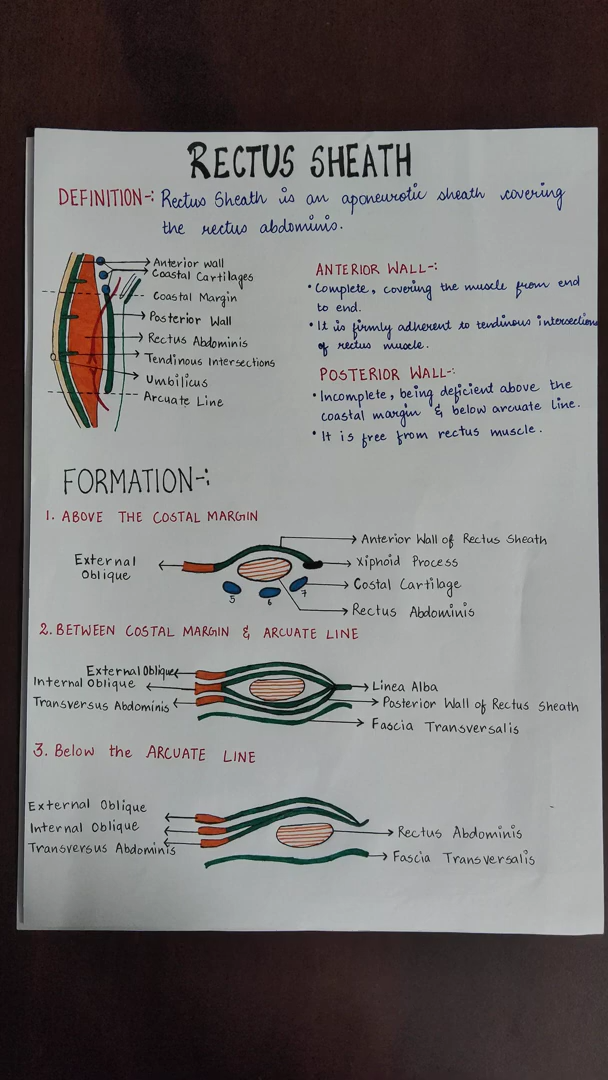 RECTUS SHEATH
DEFINITION-: Rectus Sheath is an aponeurotic sheath covering
the rectus abdominis.
Anterior wall
Coastal Cartilages
Coastal Margin
Posterior Wall
Rectus Abdominis
Tendinous Intersections
Umbilicus
Arcuate Line
ANTERIOR WALL-:
• Complete, covering the muscle from end
to end.
• It is firmly adherent to tendinous intersection
of rectus muscle.
POSTERIOR WALL-:
• Incomplete, being deficient above the
coastal margin & below arcuate line.
• It is free from rectus muscle.
FORMATION-:
1. ABOVE THE COSTAL MARGIN
External
Oblique
Anterior Wall of Rectus Sheath
Xiphoid Process
Costal Cartilage
Rectus Abdominis
5 6 7
2. BETWEEN COSTAL MARGIN & ARCUATE LINE
External Oblique
Internal Oblique
Transversus Abdominis
Linea Alba
Posterior Wall of Rectus Sheath
Fascia Transversalis
3. Below the ARCUATE LINE
External Oblique
Internal Oblique
Transversus Abdominis
Rectus Abdominis
Fascia Transversalis